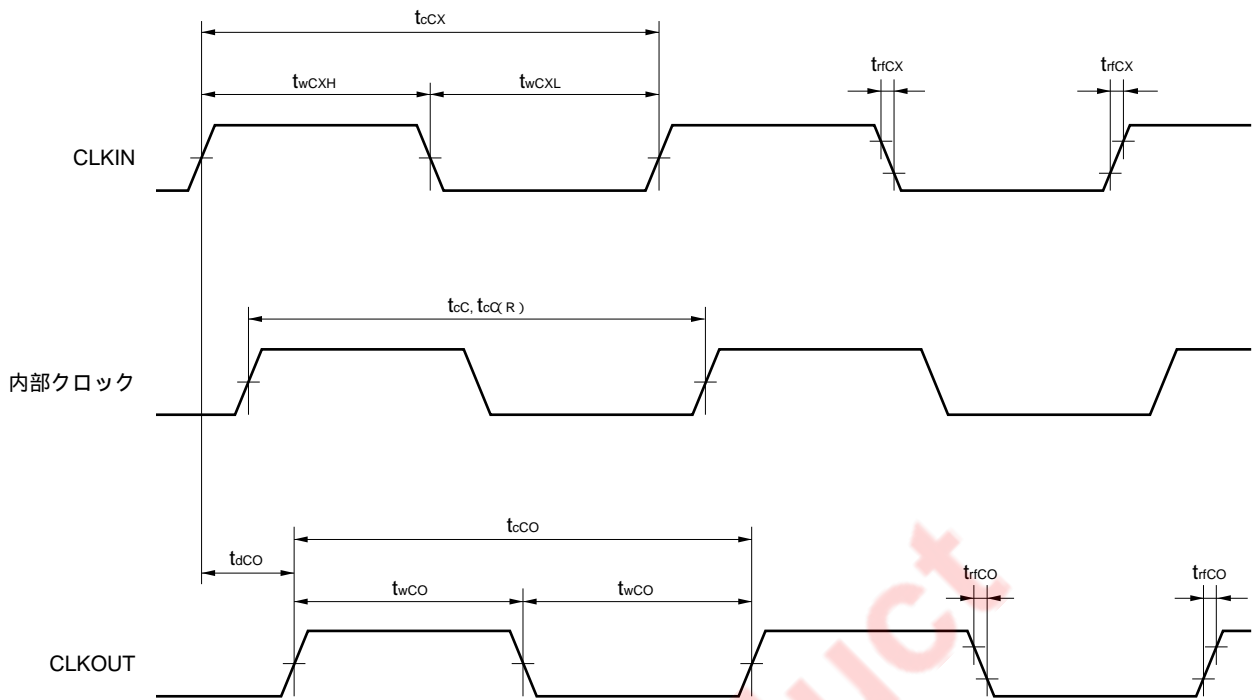 tcCX
twCXH twCXL trfCX trfCX
CLKIN
tcC, tcC(R)
内部クロック
tcCO
tdCO
twCO twCO trfCO trfCO
CLKOUT
uct